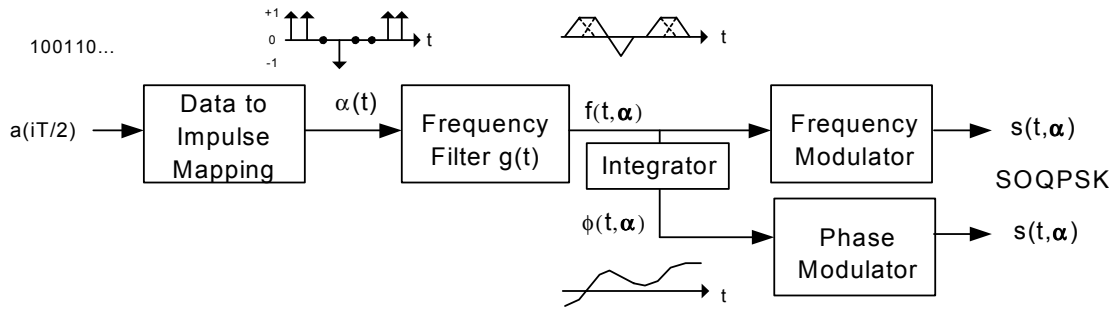 +1
0
-1
t
t
100110...
a(iT/2)
Data to
Impulse
Mapping
α(t)
Frequency
Filter g(t)
f(t,α)
Integrator
ϕ(t,α)
Frequency
Modulator
s(t,α)
SOQPSK
Phase
Modulator
s(t,α)
t